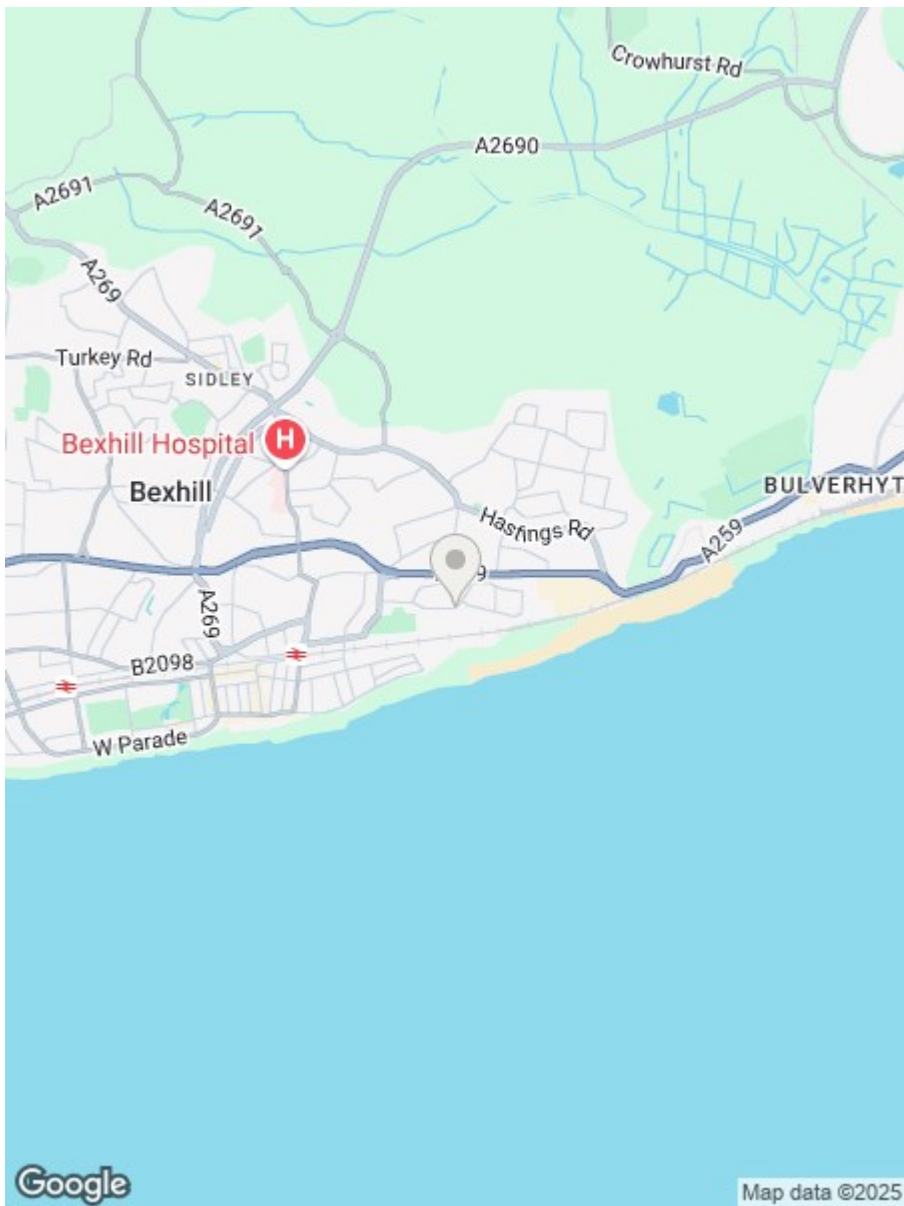 Crowhurst Rd
A2690
A2691
A2691
A269
Turkey Rd
SIDLEY
Bexhill Hospital
H
Bexhill
BULVERHYT
Hastings Rd
A259
9
A269
B2098
W Parade
Google
Map data ©2025